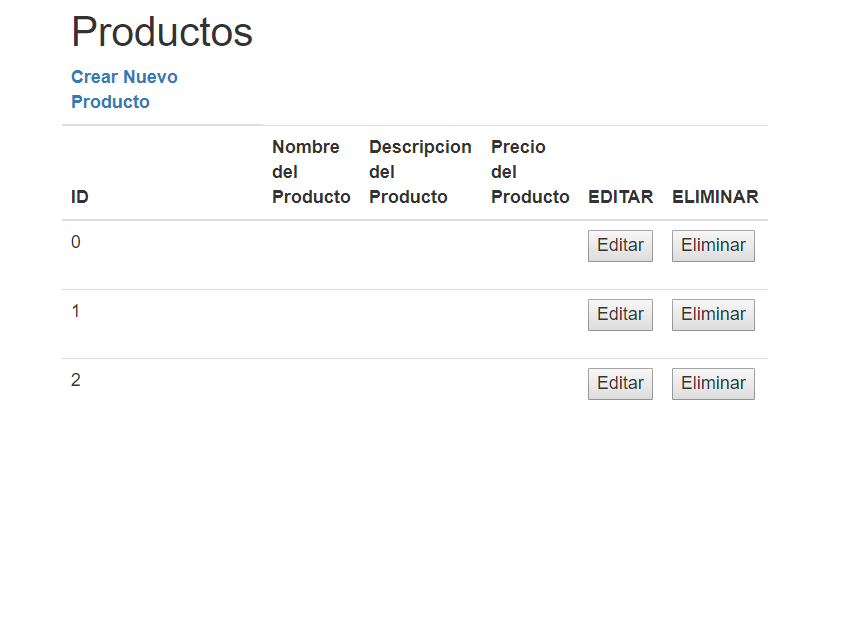 Productos
Crear Nuevo
Producto
ID Nombre del Producto Descripcion del Producto Precio del Producto EDITAR ELIMINAR
0 Editar Eliminar
1 Editar Eliminar
2 Editar Eliminar